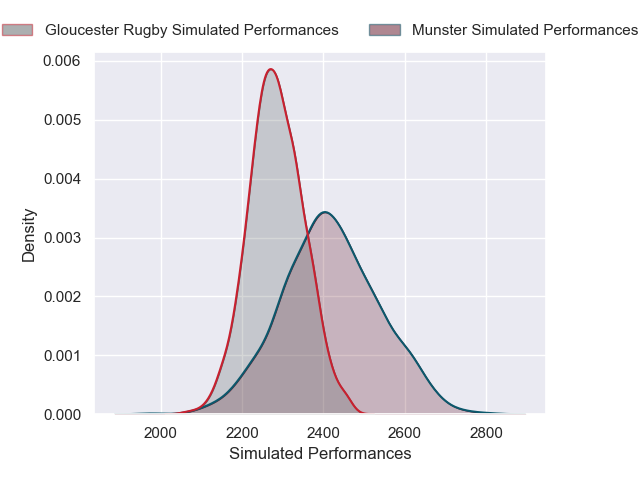 Gloucester Rugby Simulated Performances Munster Simulated Performances
0.006
0.005
0.004
0.003
0.002
0.001
0.000
Density
2000 2200 2400 2600 2800
Simulated Performances